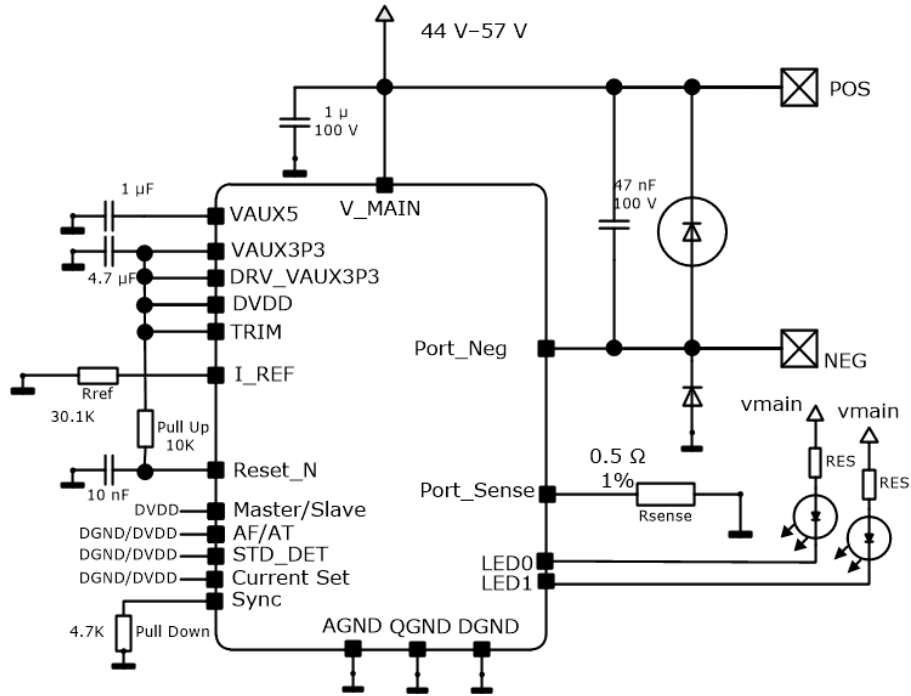 44 V–57 V
POS
1 µ
100 V
47 nF
100 V
1 µF
V_MAIN
VAUX5
VAUX3P3
4.7 µF
DRV_VAUX3P3
DVDD
TRIM
Port_Neg
NEG
I_REF
Rref
30.1K
Pull Up
10K
vmain
vmain
Reset_N
10 nF
0.5 Ω
1%
RES
RES
Port_Sense
Rsense
DVDD
Master/Slave
DGND/DVDD
AF/AT
DGND/DVDD
STD_DET
DGND/DVDD
Current Set
LED0
LED1
Sync
4.7K
Pull Down
AGND QGND DGND